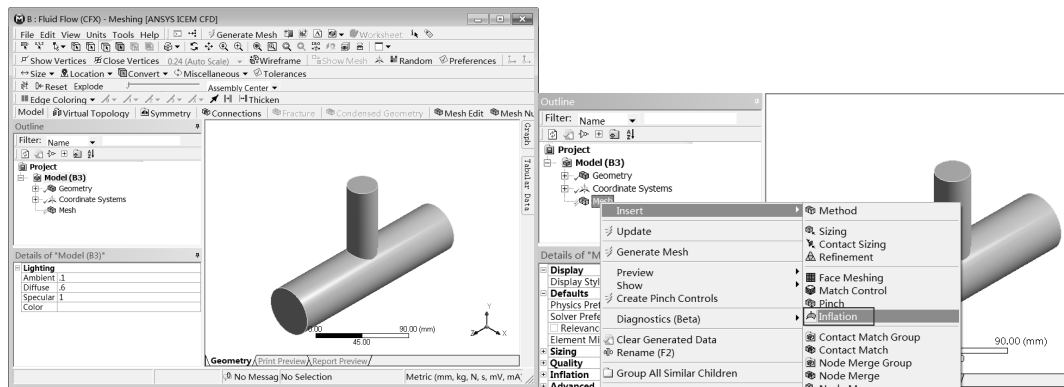 B : Fluid Flow (CFX) - Meshing [ANSYS ICEM CFD]
File Edit View Units Tools Help Generate Mesh Worksheet
Show Vertices Close Vertices 0.24 (Auto Scale) Wireframe Show Mesh Random Preferences
Size Location Convert Miscellaneous Tolerances
Reset Explode Assembly Center
Edge Coloring Thicken
Model Virtual Topology Symmetry Connections Fracture Condensed Geometry Mesh Edit Mesh Nu
Outline
Filter: Name
Project
Model (B3)
Geometry
Coordinate Systems
Mesh
Details of "Model (B3)"
Lighting
Ambient .1
Diffuse .6
Specular 1
Color
Graph
Tabular Data
0.00 90.00 (mm)
45.00
Y
Z X
Geometry Print Preview Report Preview
No Messag No Selection Metric (mm, kg, N, s, mV, mA
Outline
Filter: Name
Project
Model (B3)
Geometry
Coordinate Systems
Mesh
Details of "M
Display
Display Styl
Defaults
Physics Pref
Solver Prefe
Relevanc
Element Mi
Sizing
Quality
Inflation
Advanced
Insert
Update
Generate Mesh
Preview
Show
Create Pinch Controls
Diagnostics (Beta)
Clear Generated Data
Rename (F2)
Group All Similar Children
Method
Sizing
Contact Sizing
Refinement
Face Meshing
Match Control
Pinch
Inflation
Contact Match Group
Contact Match
Node Merge Group
Node Merge
90.00 (mm)